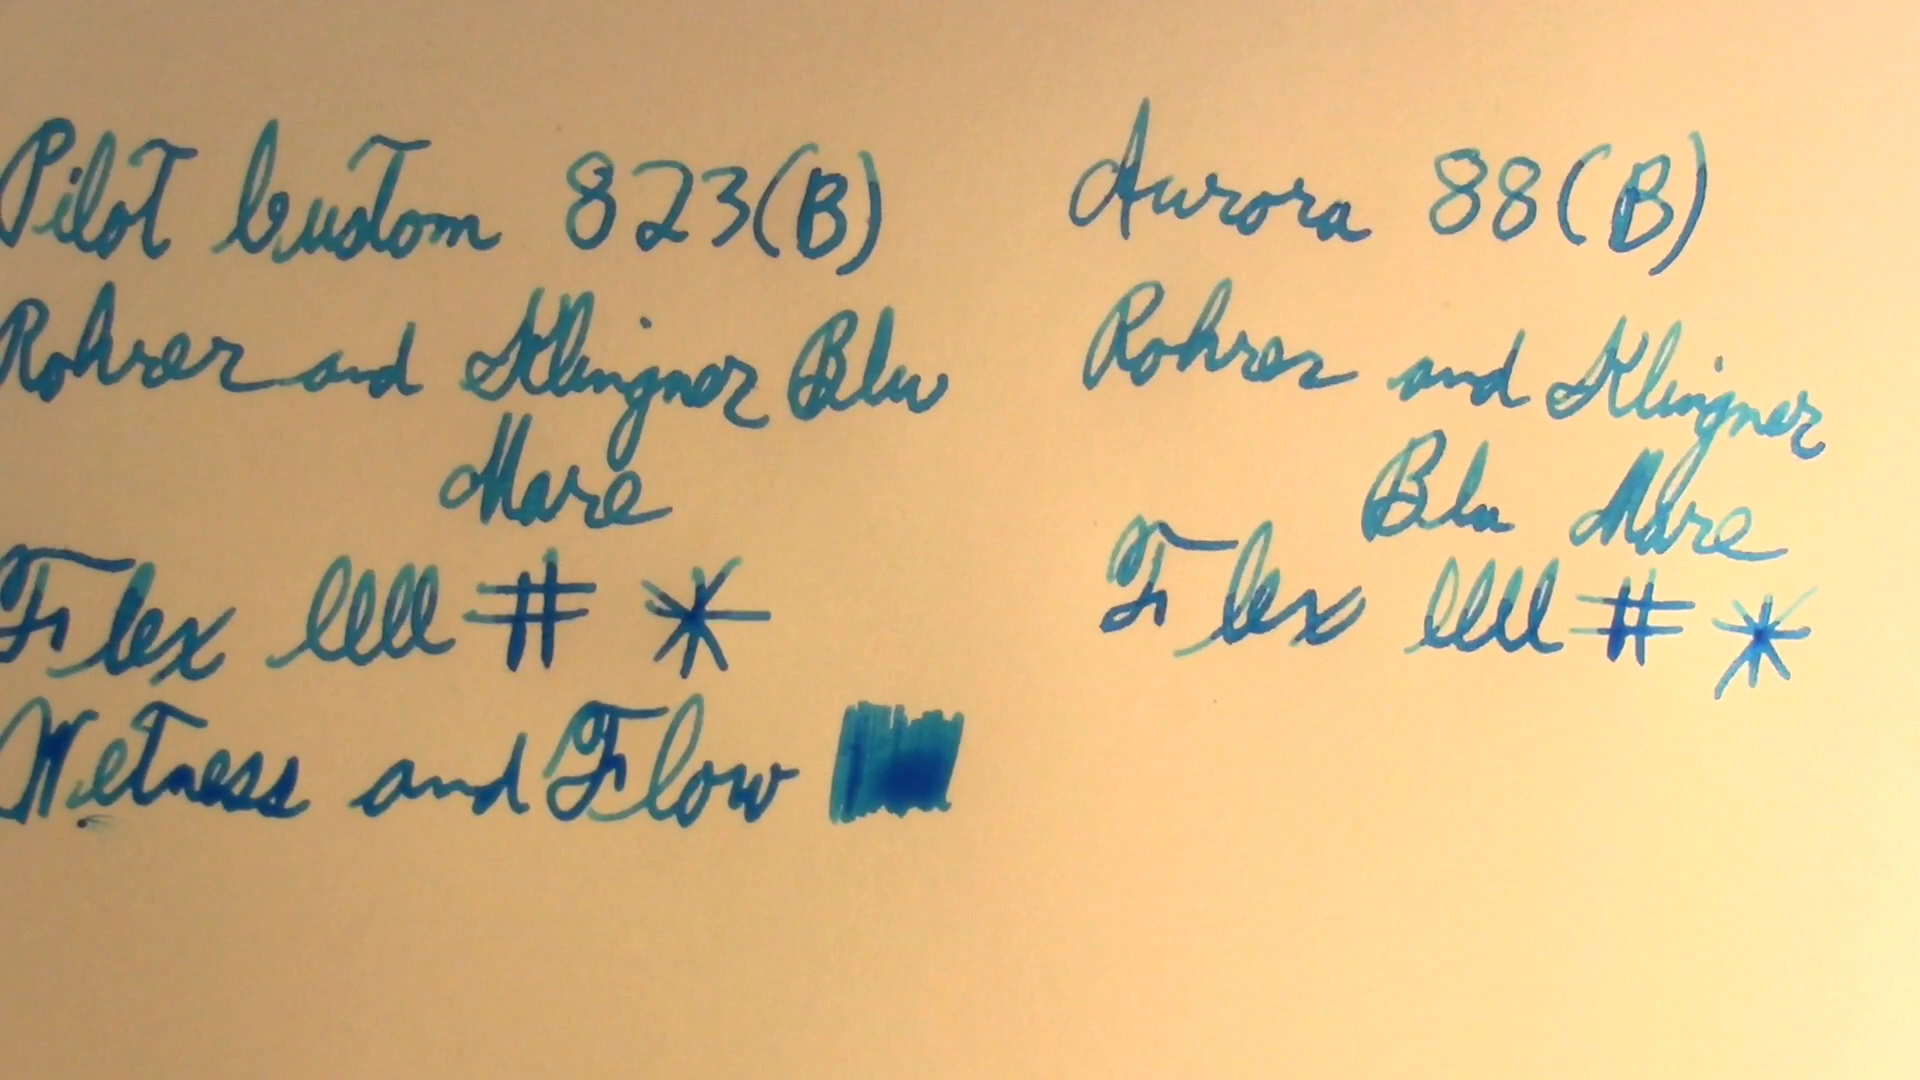 Pilot Custom 823(B)
Rohrer and Klingner Blu
Mare
Flex llll # *
Wetness and Flow
Aurora 88(B)
Rohrer and Klingner
Blu Mare
Flex llll # *